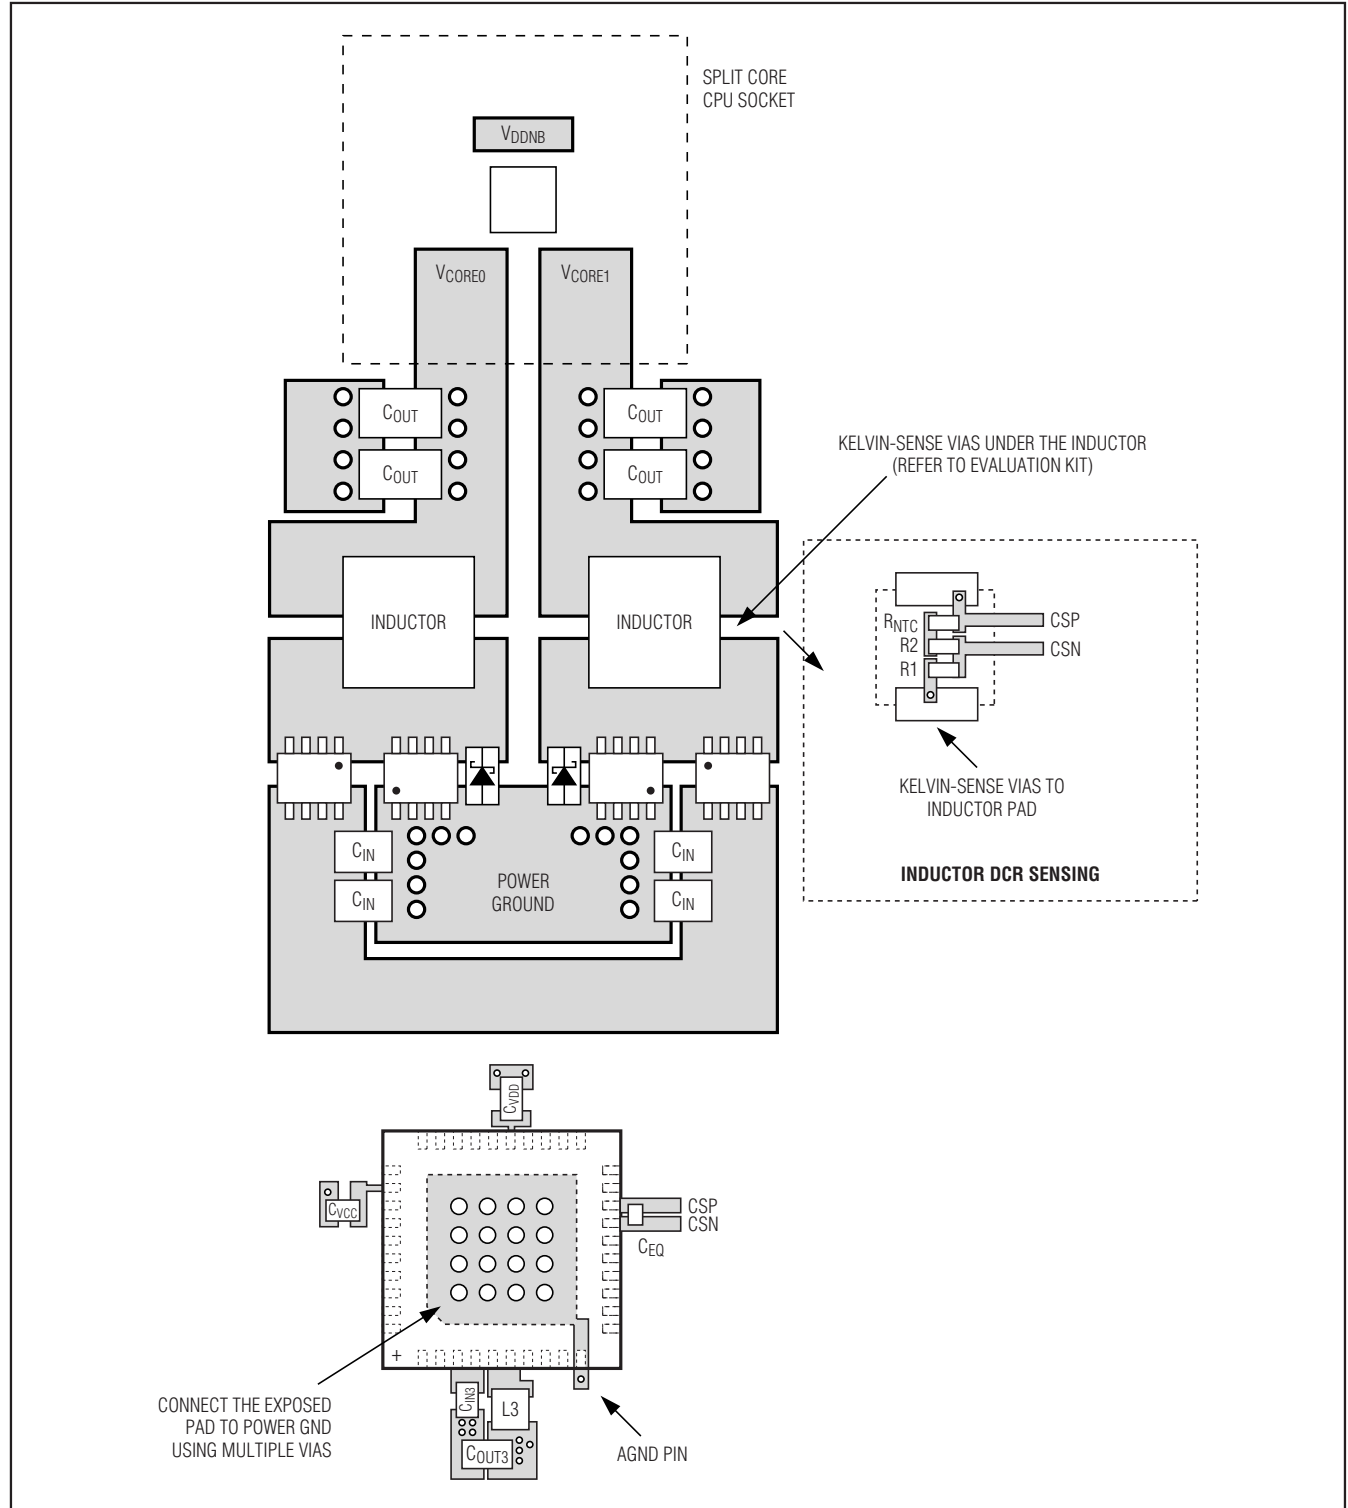 SPLIT CORE
CPU SOCKET
VDDNB
VCORE0
VCORE1
COUT
COUT
COUT
COUT
KELVIN-SENSE VIAS UNDER THE INDUCTOR
(REFER TO EVALUATION KIT)
INDUCTOR
INDUCTOR
RNTC
R2
R1
CSP
CSN
KELVIN-SENSE VIAS TO
INDUCTOR PAD
INDUCTOR DCR SENSING
CIN
CIN
CIN
CIN
POWER
GROUND
CVDD
CVCC
CSP
CSN
CEQ
+
CIN3
L3
COUT3
CONNECT THE EXPOSED
PAD TO POWER GND
USING MULTIPLE VIAS
AGND PIN